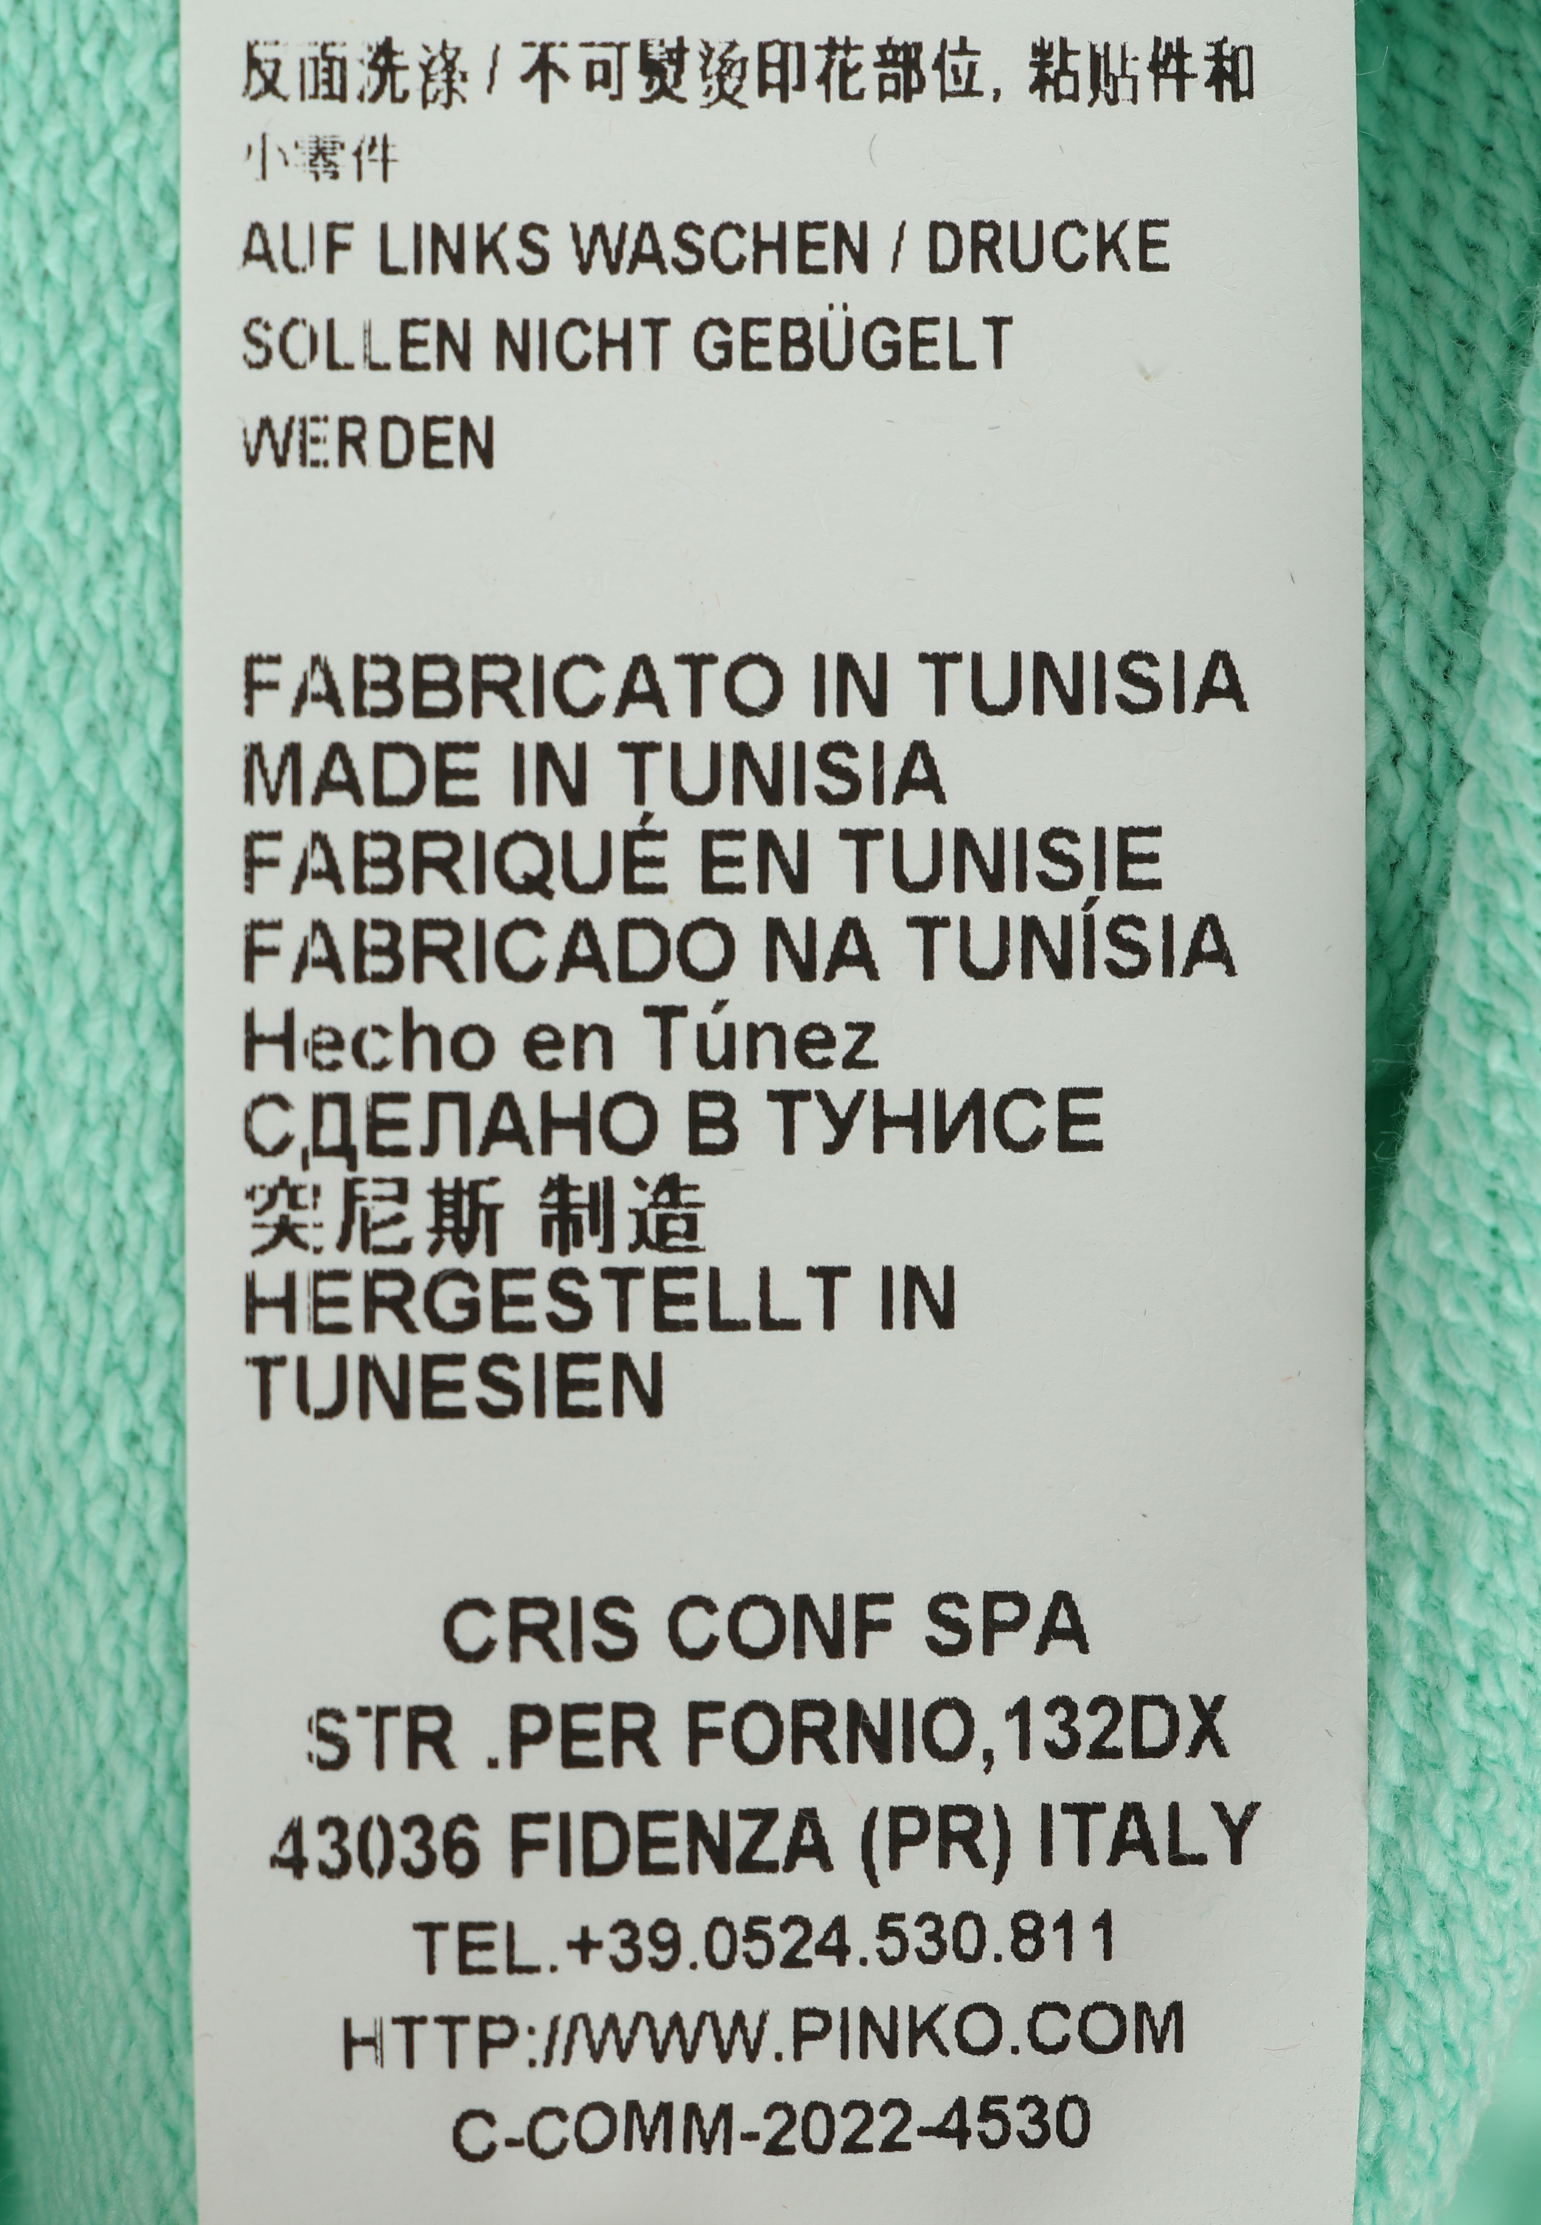 反面洗涤 / 不可熨烫印花部位, 粘贴件和
小零件
AUF LINKS WASCHEN / DRUCKE
SOLLEN NICHT GEBÜGELT
WERDEN
FABBRICATO IN TUNISIA
MADE IN TUNISIA
FABRIQUÉ EN TUNISIE
FABRICADO NA TUNÍSIA
Hecho en Túnez
СДЕЛАНО В ТУНИСЕ
突尼斯 制造
HERGESTELLT IN
TUNESIEN
CRIS CONF SPA
STR .PER FORNIO,132DX
43036 FIDENZA (PR) ITALY
TEL.+39.0524.530.811
HTTP://WWW.PINKO.COM
C-COMM-2022-4530